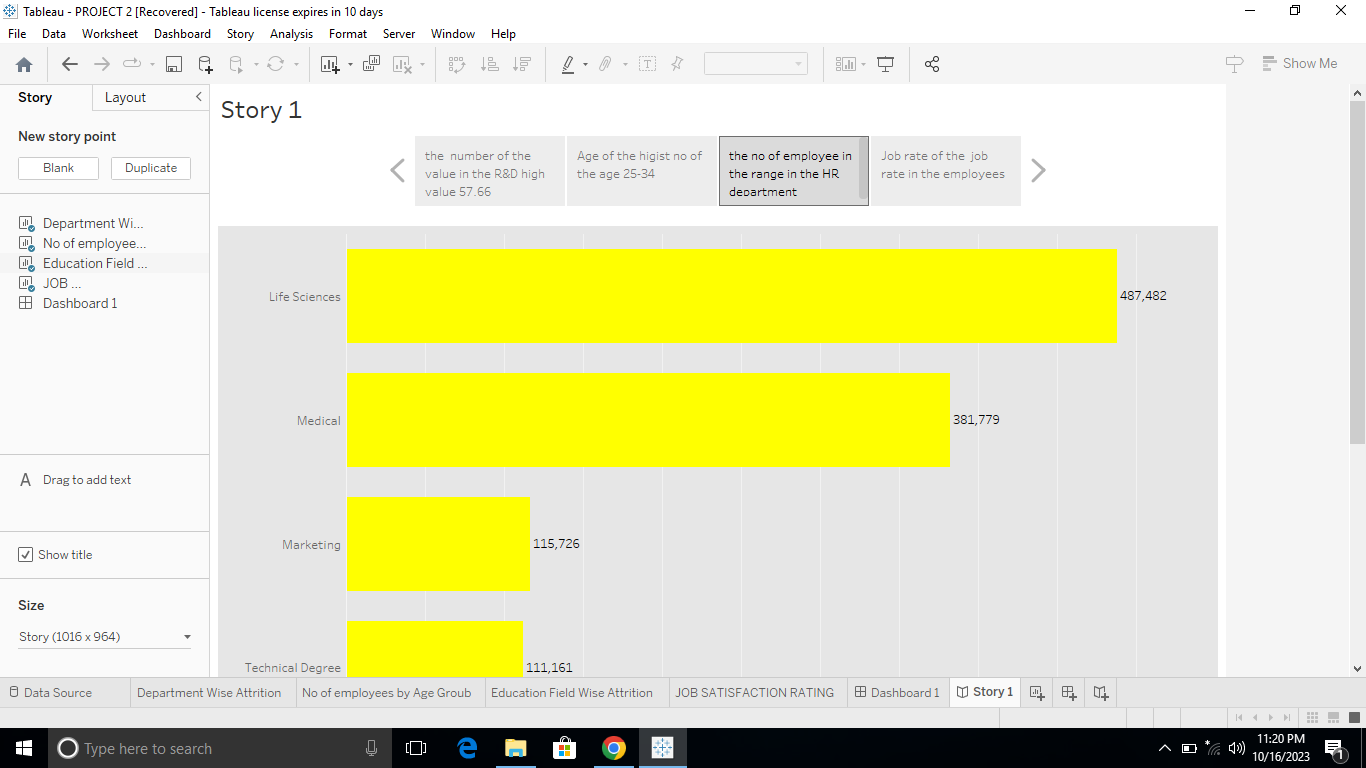 Tableau - PROJECT 2 [Recovered] - Tableau license expires in 10 days
File Data Worksheet Dashboard Story Analysis Format Server Window Help
Show Me
Story Layout
New story point
Blank Duplicate
Department Wi...
No of employee...
Education Field ...
JOB ...
Dashboard 1
A Drag to add text
Show title
Size
Story (1016 x 964)
Story 1
the number of the
value in the R&D high
value 57.66
Age of the higist no of
the age 25-34
the no of employee in
the range in the HR
department
Job rate of the job
rate in the employees
Life Sciences 487,482
Medical 381,779
Marketing 115,726
Technical Degree 111,161
Data Source Department Wise Attrition No of employees by Age Groub Education Field Wise Attrition JOB SATISFACTION RATING Dashboard 1 Story 1
Type here to search
11:20 PM
10/16/2023
1